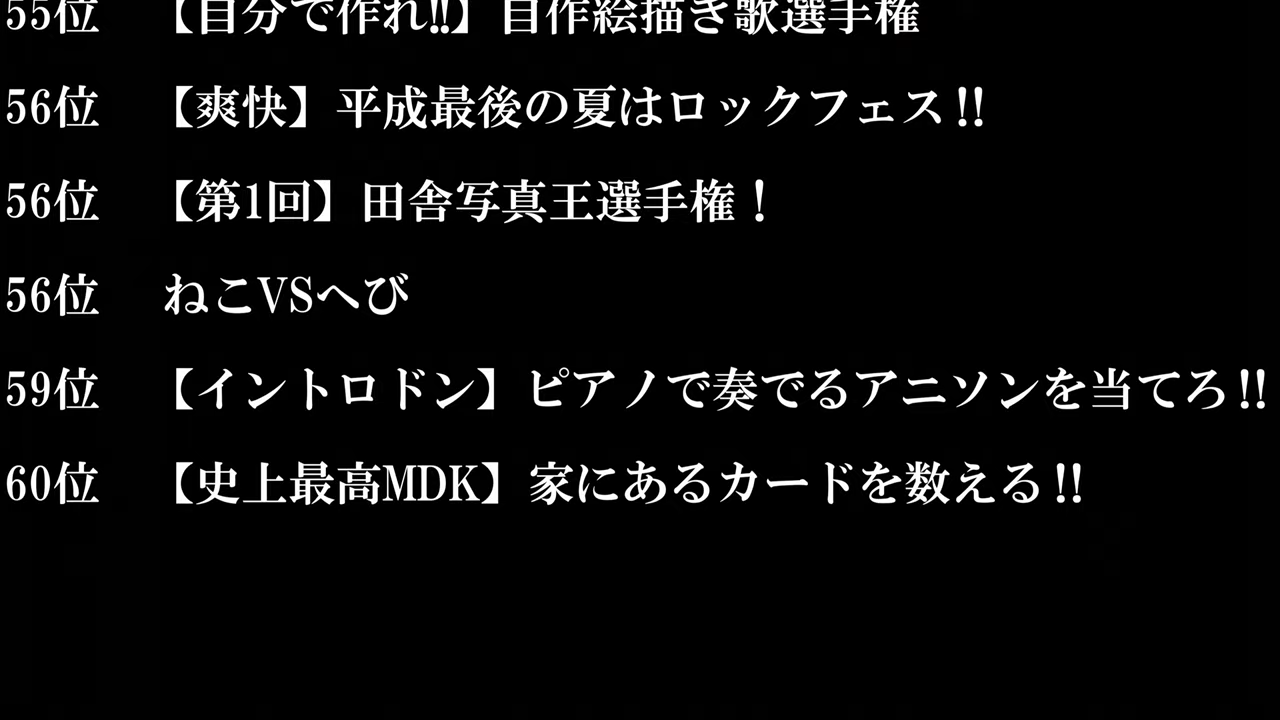 55位 【自分で作れ!!】自作絵描き歌選手権
56位 【爽快】平成最後の夏はロックフェス!!
56位 【第1回】田舎写真王選手権！
56位 ねこVSへび
59位 【イントロドン】ピアノで奏でるアニソンを当てろ!!
60位 【史上最高MDK】家にあるカードを数える!!